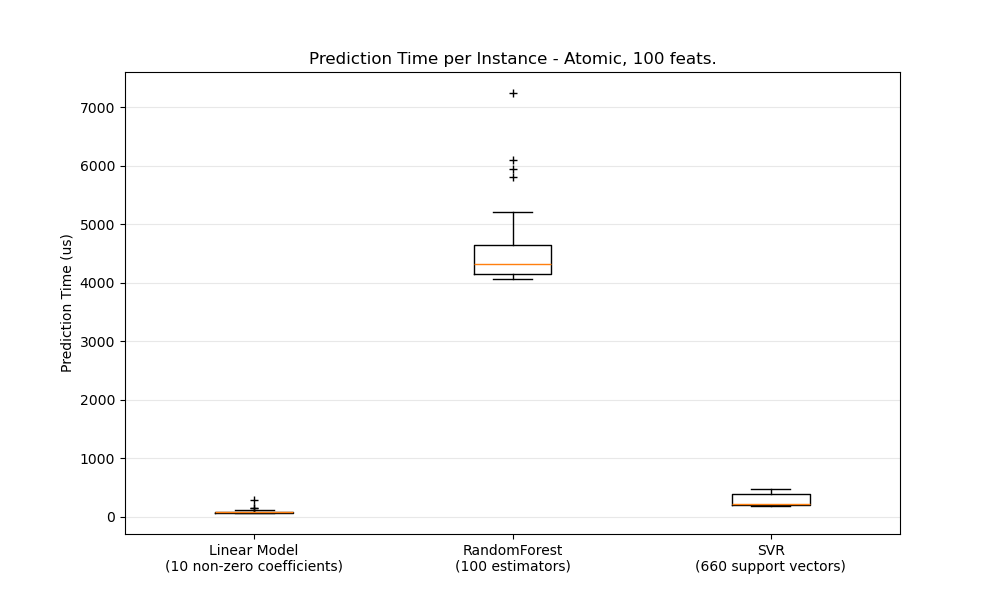 Prediction Time per Instance - Atomic, 100 feats.
Prediction Time (us)
7000
6000
5000
4000
3000
2000
1000
0
Linear Model
(10 non-zero coefficients)
RandomForest
(100 estimators)
SVR
(660 support vectors)